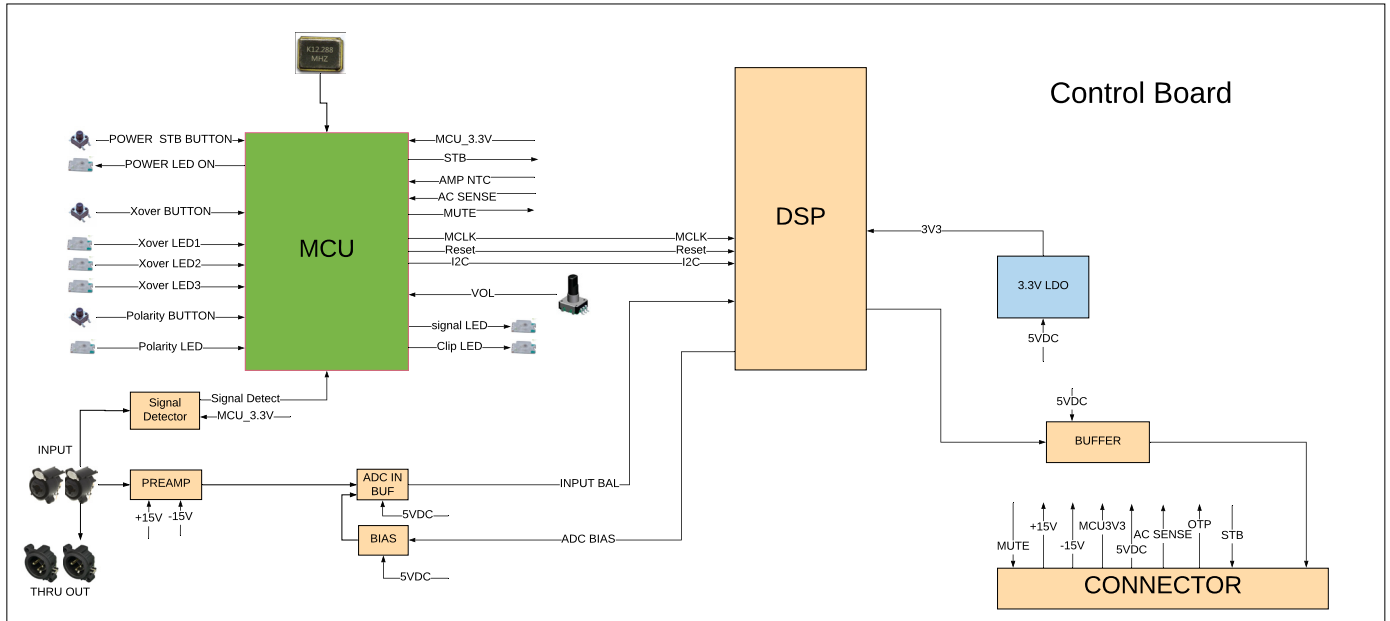 K12.288
MHZ
Control Board
POWER STB BUTTON
POWER LED ON
Xover BUTTON
Xover LED1
Xover LED2
Xover LED3
Polarity BUTTON
Polarity LED
MCU
MCU_3.3V
STB
AMP NTC
AC SENSE
MUTE
MCLK
MCLK
Reset
Reset
I2C
I2C
VOL
signal LED
Clip LED
DSP
3V3
3.3V LDO
5VDC
Signal
Detector
Signal Detect
MCU_3.3V
INPUT
PREAMP
+15V
-15V
ADC IN
BUF
INPUT BAL
5VDC
BIAS
ADC BIAS
5VDC
THRU OUT
5VDC
BUFFER
MUTE
+15V
-15V
MCU3V3
5VDC
AC SENSE
OTP
STB
CONNECTOR